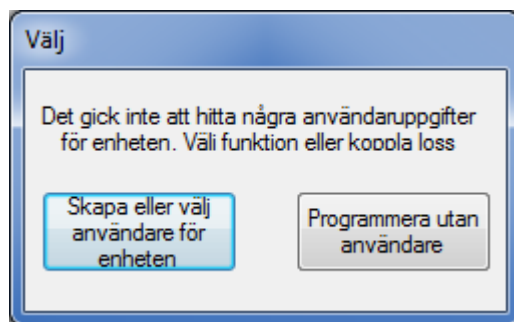 Välj
Det gick inte att hitta några användaruppgifter
för enheten. Välj funktion eller koppla loss
Skapa eller välj
användare för
enheten
Programmera utan
användare